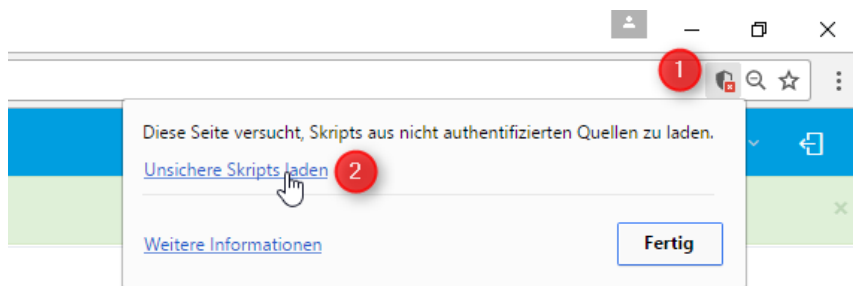 1
Diese Seite versucht, Skripts aus nicht authentifizierten Quellen zu laden.
Unsichere Skripts laden 2
Weitere Informationen
Fertig